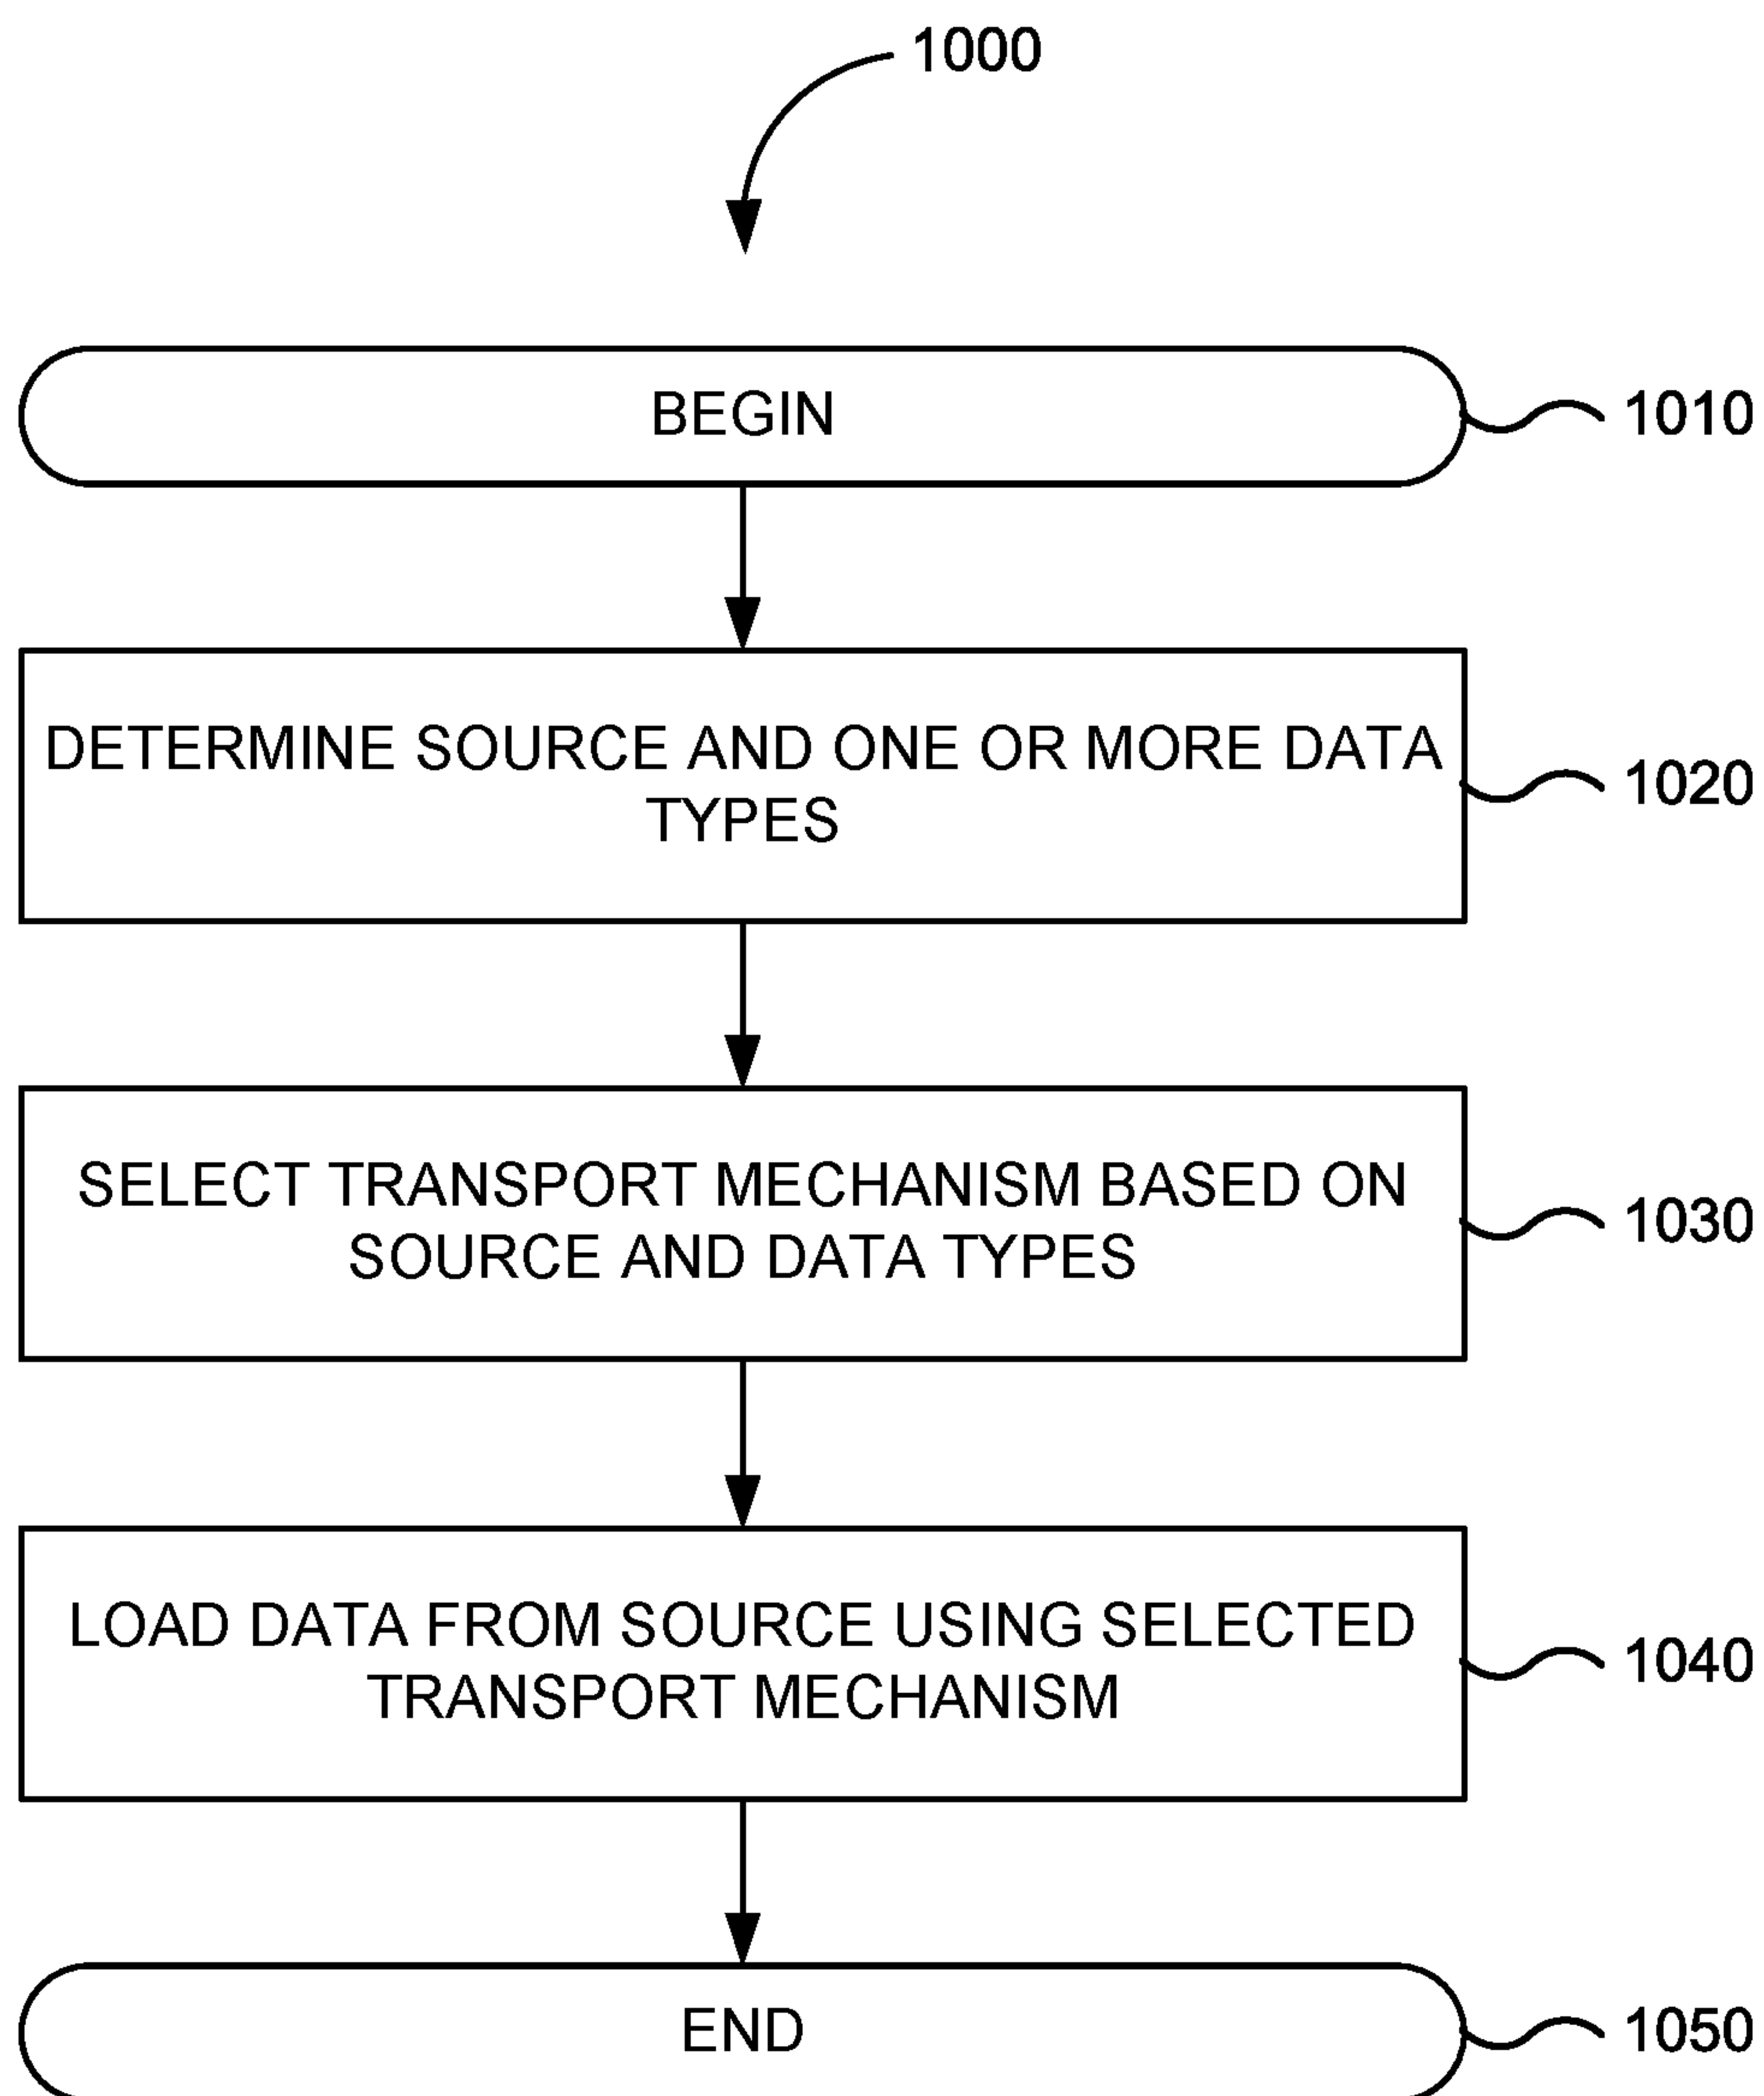 1000
BEGIN
1010
DETERMINE SOURCE AND ONE OR MORE DATA
TYPES
1020
SELECT TRANSPORT MECHANISM BASED ON
SOURCE AND DATA TYPES
1030
LOAD DATA FROM SOURCE USING SELECTED
TRANSPORT MECHANISM
1040
END
1050